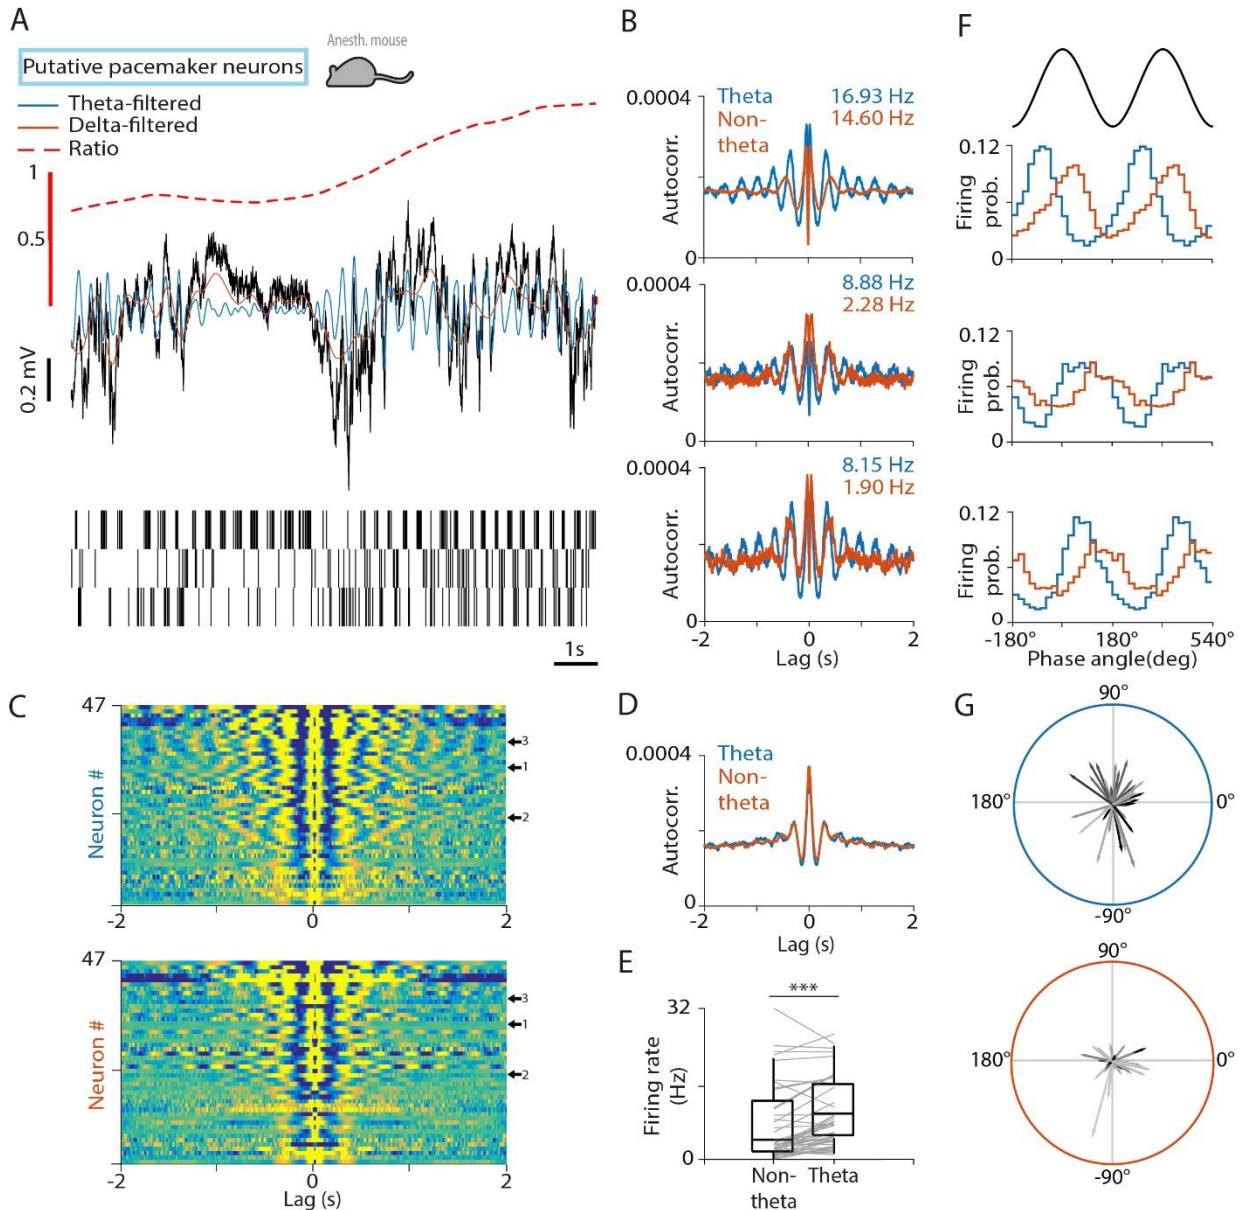 A
Anesth. mouse
Putative pacemaker neurons
Theta-filtered
Delta-filtered
Ratio
1
0.5
0.2 mV
1s
B
0.0004
Theta
16.93 Hz
Non-
theta
14.60 Hz
Autocorr.
0
0.0004
8.88 Hz
2.28 Hz
Autocorr.
0
0.0004
8.15 Hz
1.90 Hz
Autocorr.
0
-2
0
2
Lag (s)
F
0.12
Firing
prob.
0
0.12
Firing
prob.
0
0.12
Firing
prob.
0
-180°
180°
540°
Phase angle(deg)
C
47
Neuron #
3
1
2
-2
0
2
47
Neuron #
3
1
2
-2
0
2
Lag (s)
D
0.0004
Theta
Non-
theta
Autocorr.
0
-2
0
2
Lag (s)
E
32
***
Firing rate
(Hz)
0
Non-
theta
Theta
G
90°
180°
0°
-90°
90°
180°
0°
-90°